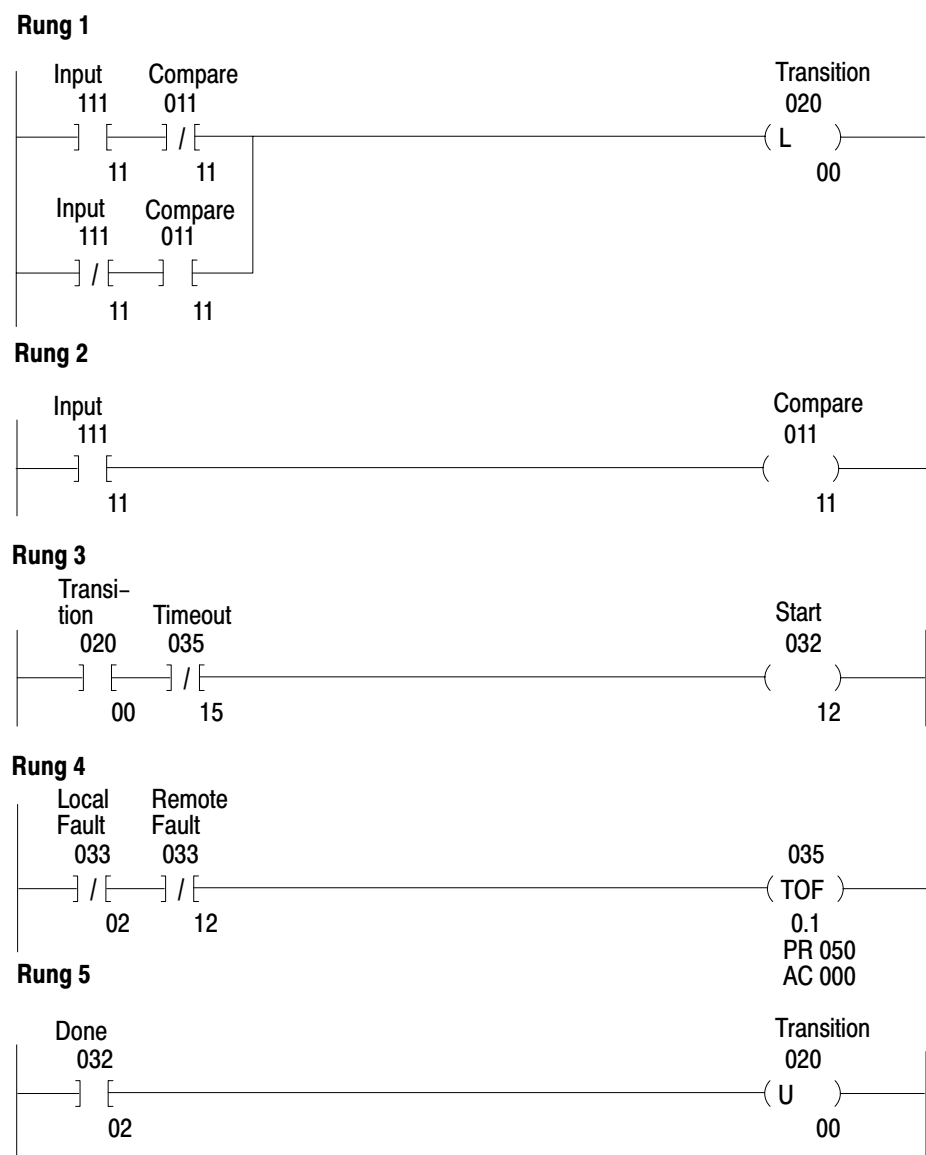 Rung 1
Input Compare Transition
111 011 020
] [ ] / [ ( L )
11 11 00
Input Compare
111 011
] / [ ] [
11 11
Rung 2
Input Compare
111 011
] [ ( )
11 11
Rung 3
Transi–
tion Timeout Start
020 035 032
] [ ] / [ ( )
00 15 12
Rung 4
Local Remote
Fault Fault
033 033 035
] / [ ] / [ ( TOF )
02 12 0.1
PR 050
AC 000
Rung 5
Done Transition
032 020
] [ ( U )
02 00